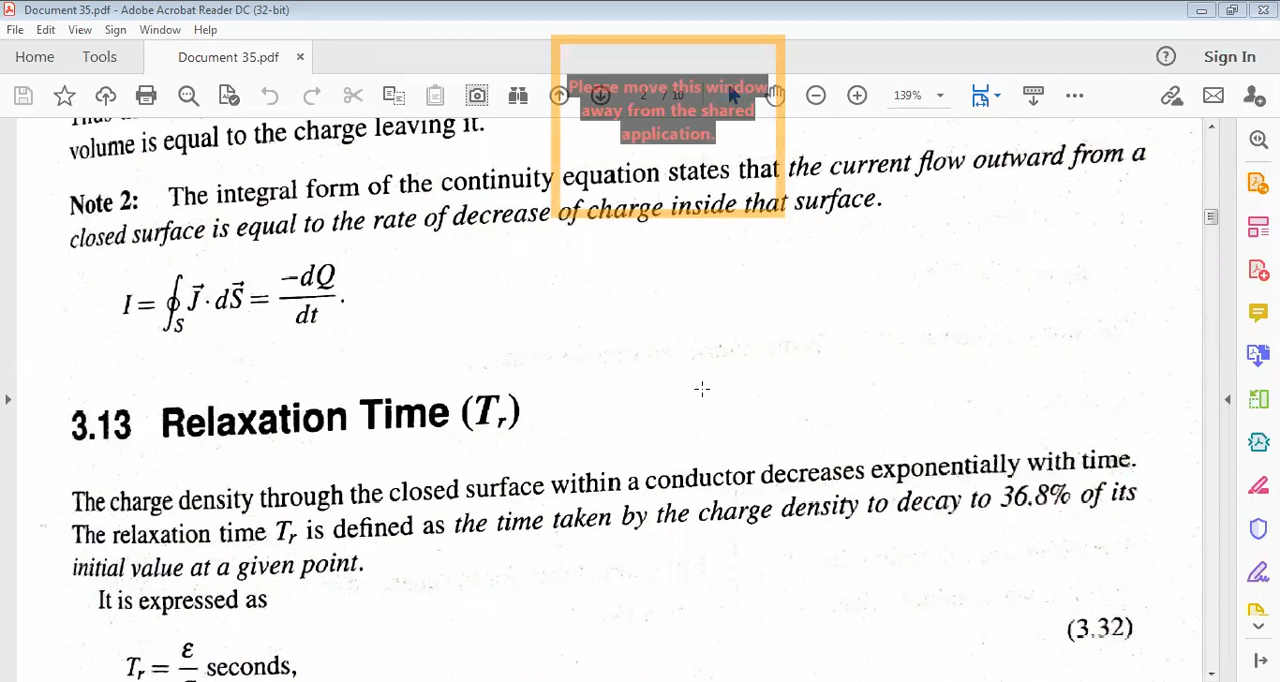 Document 35.pdf - Adobe Acrobat Reader DC (32-bit)
File Edit View Sign Window Help
Home Tools Document 35.pdf × Sign In
2 / 10 139%
Please move this window
away from the shared
application.
volume is equal to the charge leaving it.
Note 2: The integral form of the continuity equation states that the current flow outward from a
closed surface is equal to the rate of decrease of charge inside that surface.
I = ∮_S J⃗ · dS⃗ = -dQ/dt.
3.13 Relaxation Time (T_r)
The charge density through the closed surface within a conductor decreases exponentially with time.
The relaxation time T_r is defined as the time taken by the charge density to decay to 36.8% of its
initial value at a given point.
It is expressed as
(3.32)
T_r = ε/ seconds,